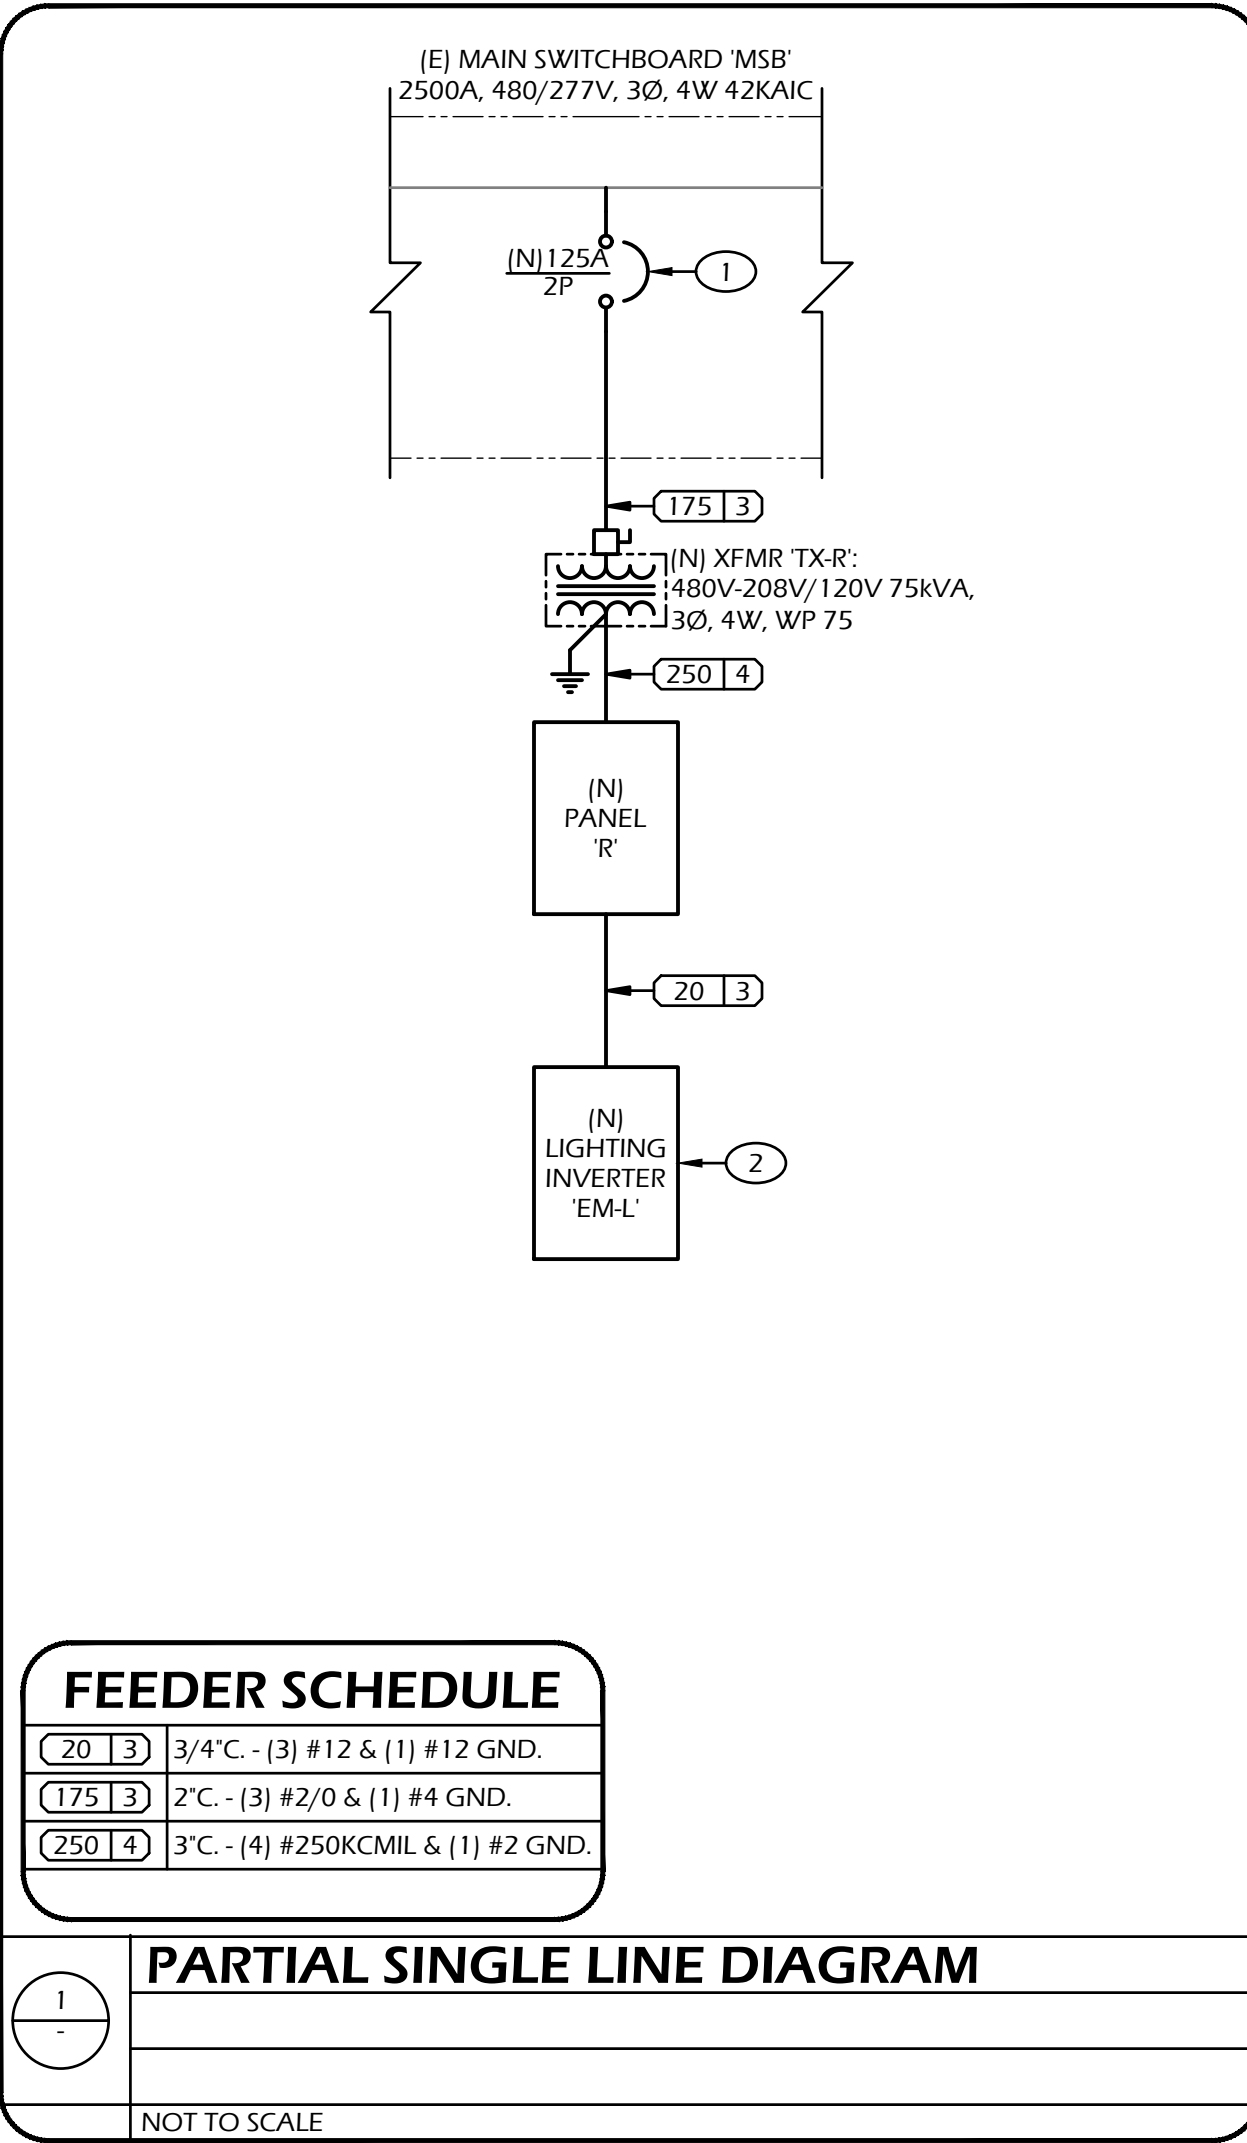 (E) MAIN SWITCHBOARD 'MSB'
2500A, 480/277V, 3Ø, 4W 42KAIC
(N)125A
2P
1
175 3
(N) XFMR 'TX-R':
480V-208V/120V 75kVA,
3Ø, 4W, WP 75
250 4
(N)
PANEL
'R'
20 3
(N)
LIGHTING
INVERTER
'EM-L'
2
FEEDER SCHEDULE
20 3 3/4"C. - (3) #12 & (1) #12 GND.
175 3 2"C. - (3) #2/0 & (1) #4 GND.
250 4 3"C. - (4) #250KCMIL & (1) #2 GND.
PARTIAL SINGLE LINE DIAGRAM
1
-
NOT TO SCALE